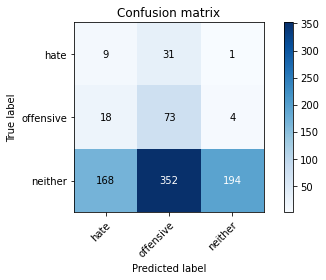 Confusion matrix
hate 9 31 1
offensive 18 73 4
neither 168 352 194
hate offensive neither
True label
Predicted label
350
300
250
200
150
100
50